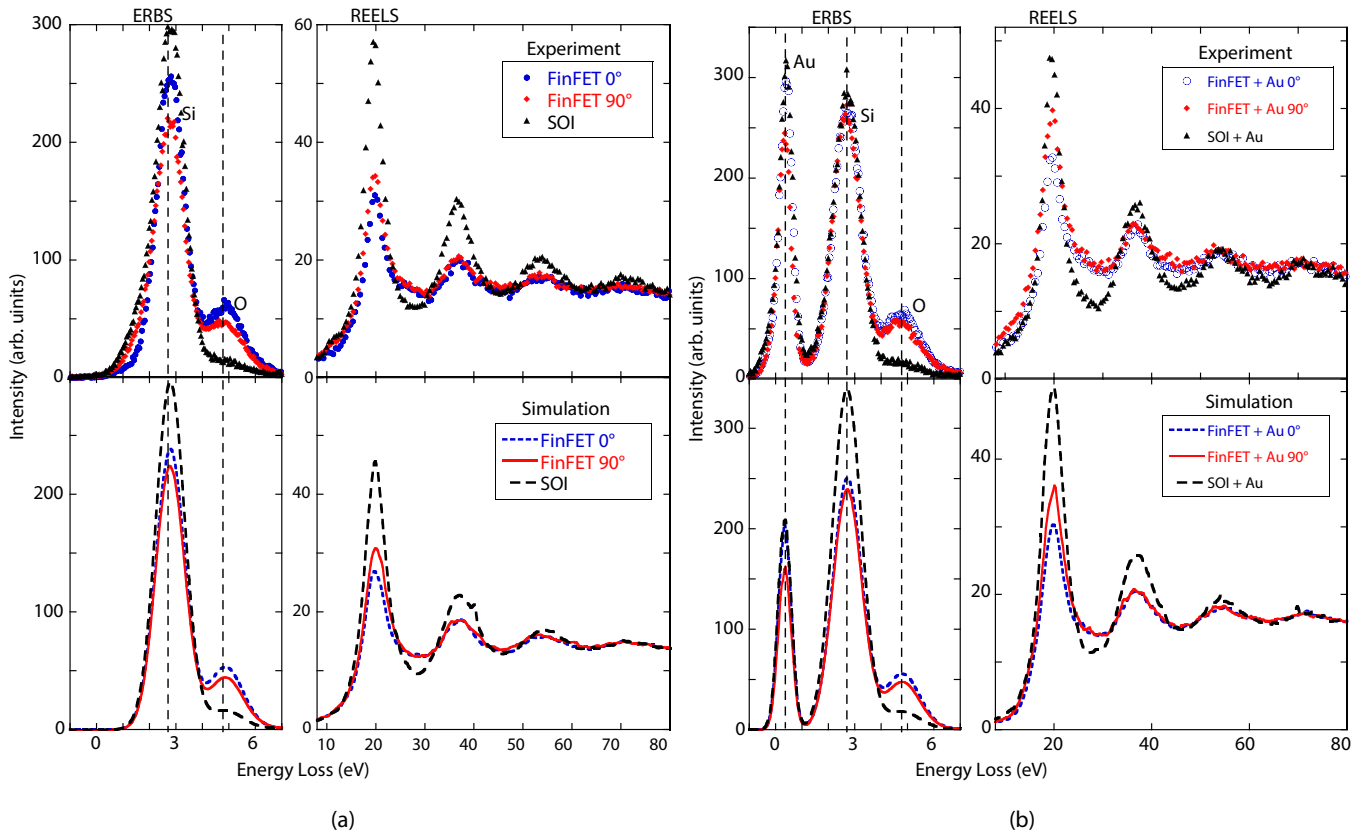 ERBS
REELS
300
200
100
0
60
40
20
0
Experiment
FinFET 0°
FinFET 90°
SOI
Si
O
Intensity (arb. uinits)
200
100
0
40
20
0
Simulation
FinFET 0°
FinFET 90°
SOI
0
3
6
10
20
30
40
50
60
70
80
Energy Loss (eV)
(a)
ERBS
REELS
300
200
100
0
40
20
0
Experiment
FinFET + Au 0°
FinFET + Au 90°
SOI + Au
Au
Si
O
Intensity (arb. uunits)
300
200
100
0
40
20
0
Simulation
FinFET + Au 0°
FinFET + Au 90°
SOI + Au
0
3
6
20
40
60
80
Energy Loss (eV)
(b)